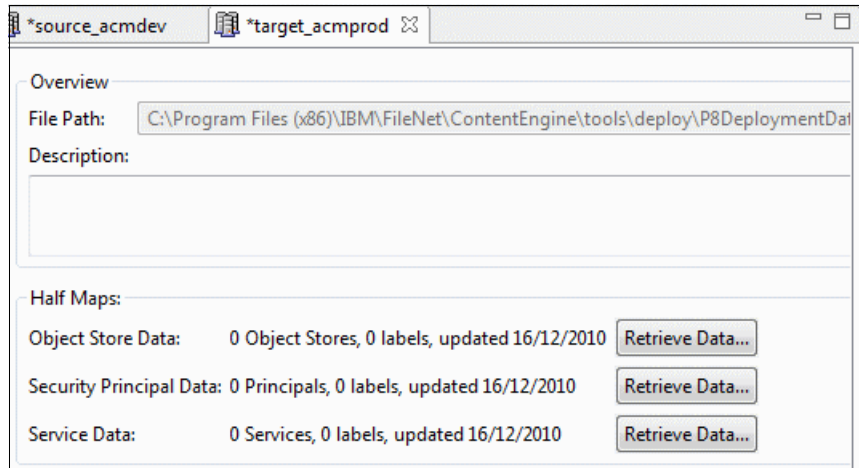 *source_acmdev *target_acmprod
Overview
File Path: C:\Program Files (x86)\IBM\FileNet\ContentEngine\tools\deploy\P8DeploymentDat
Description:
Half Maps:
Object Store Data: 0 Object Stores, 0 labels, updated 16/12/2010 Retrieve Data...
Security Principal Data: 0 Principals, 0 labels, updated 16/12/2010 Retrieve Data...
Service Data: 0 Services, 0 labels, updated 16/12/2010 Retrieve Data...